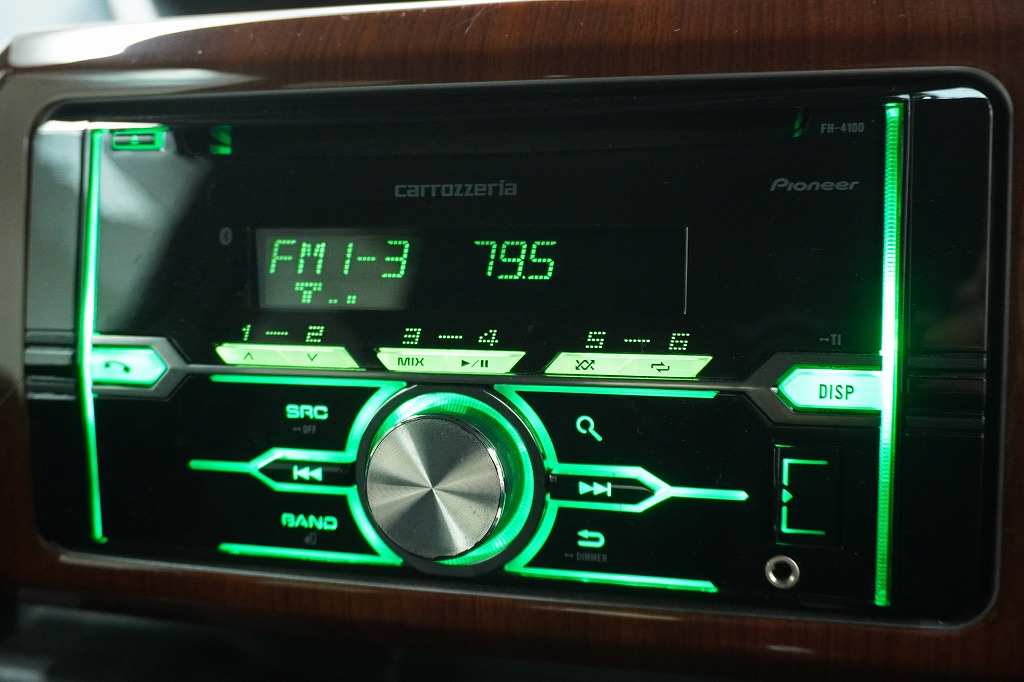 FH-4100
carrozzeria
Pioneer
FM1-3 79.5
1 — 2 3 — 4 5 — 6
MIX
TI
DISP
SRC
OFF
BAND
DIMMER